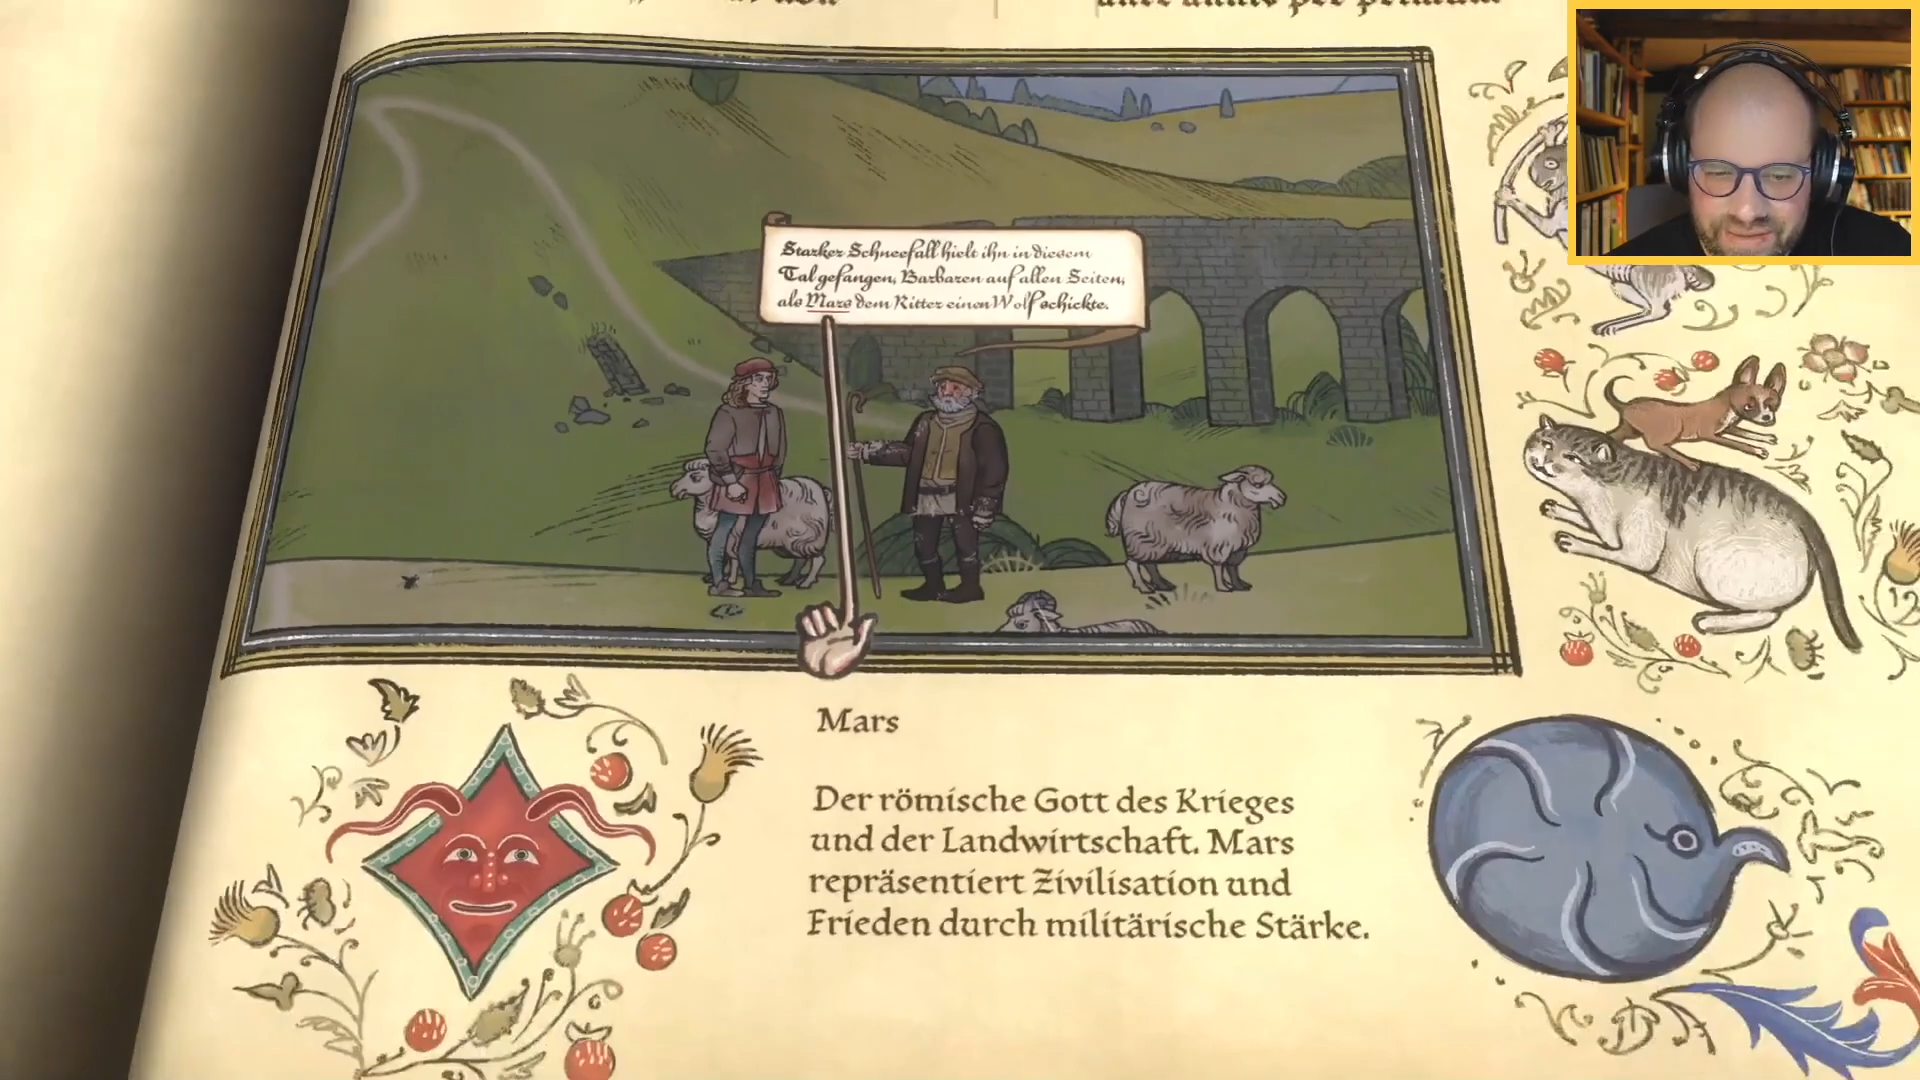 Starker Schneefall hielt ihn in diesem
Tal gefangen, Barbaren auf allen Seiten,
als Mars dem Ritter einen Wolf schickte.
Mars
Der römische Gott des Krieges
und der Landwirtschaft. Mars
repräsentiert Zivilisation und
Frieden durch militärische Stärke.